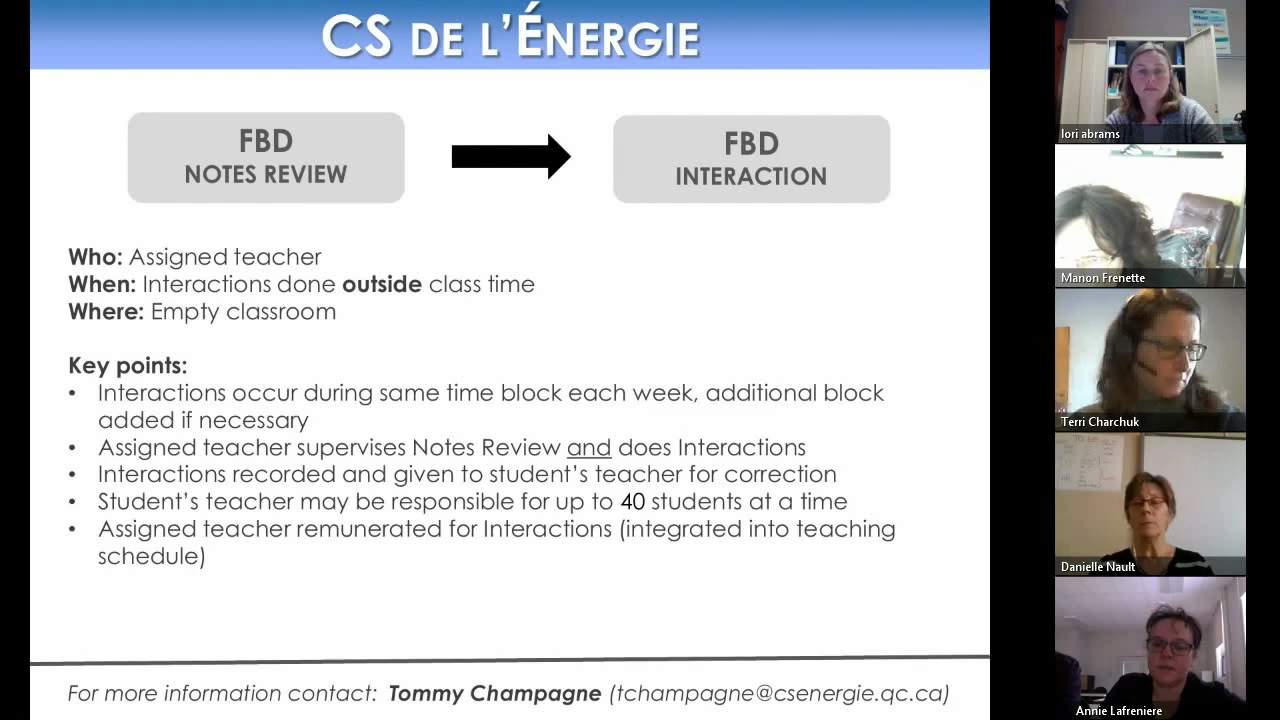 CS DE L'ÉNERGIE
FBD
NOTES REVIEW
FBD
INTERACTION
Who: Assigned teacher
When: Interactions done outside class time
Where: Empty classroom
Key points:
• Interactions occur during same time block each week, additional block
added if necessary
• Assigned teacher supervises Notes Review and does Interactions
• Interactions recorded and given to student's teacher for correction
• Student's teacher may be responsible for up to 40 students at a time
• Assigned teacher remunerated for Interactions (integrated into teaching
schedule)
For more information contact: Tommy Champagne (tchampagne@csenergie.qc.ca)
lori abrams
Manon Frenette
Terri Charchuk
Danielle Nault
Annie Lafreniere